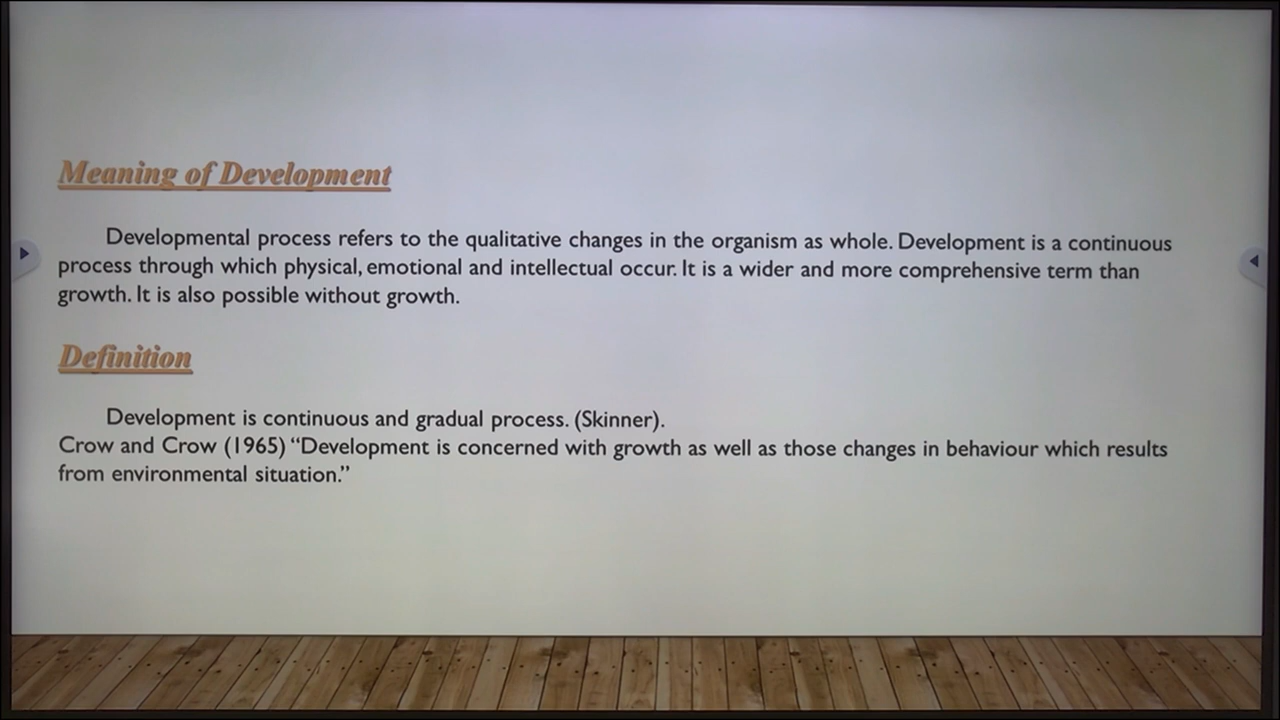 Meaning of Development
Developmental process refers to the qualitative changes in the organism as whole. Development is a continuous
process through which physical, emotional and intellectual occur. It is a wider and more comprehensive term than
growth. It is also possible without growth.
Definition
Development is continuous and gradual process. (Skinner).
Crow and Crow (1965) “Development is concerned with growth as well as those changes in behaviour which results
from environmental situation.”